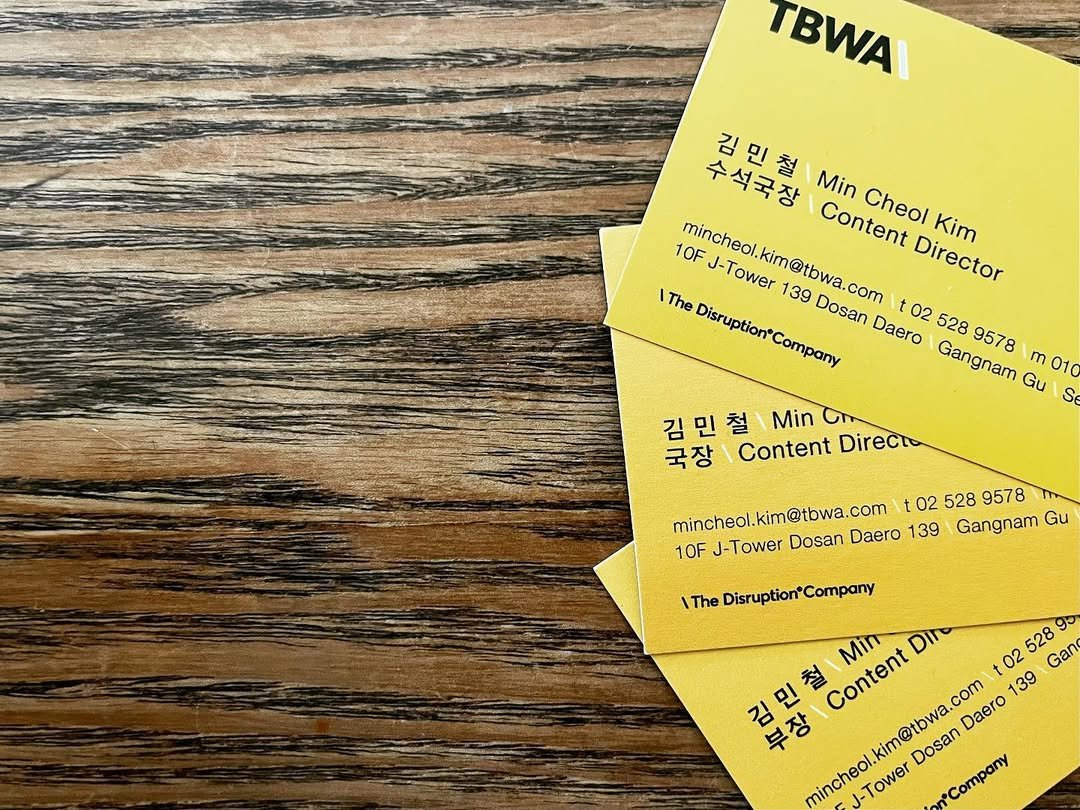 TBWA\
김 민 철 \ Min Cheol Kim
수석국장 \ Content Director
mincheol.kim@tbwa.com \ t 02 528 9578 \ m 010
10F J-Tower 139 Dosan Daero \ Gangnam Gu \ Se
\ The Disruption® Company
김 민 철 \ Min Ch
국장 \ Content Directo
mincheol.kim@tbwa.com \ t 02 528 9578 \ m
10F J-Tower Dosan Daero 139 \ Gangnam Gu \
\ The Disruption® Company
김 민 철 \ Min
부장 \ Content Dire
mincheol.kim@tbwa.com \ t 02 528 95
F J-Tower Dosan Daero 139 \ Gang
on® Company